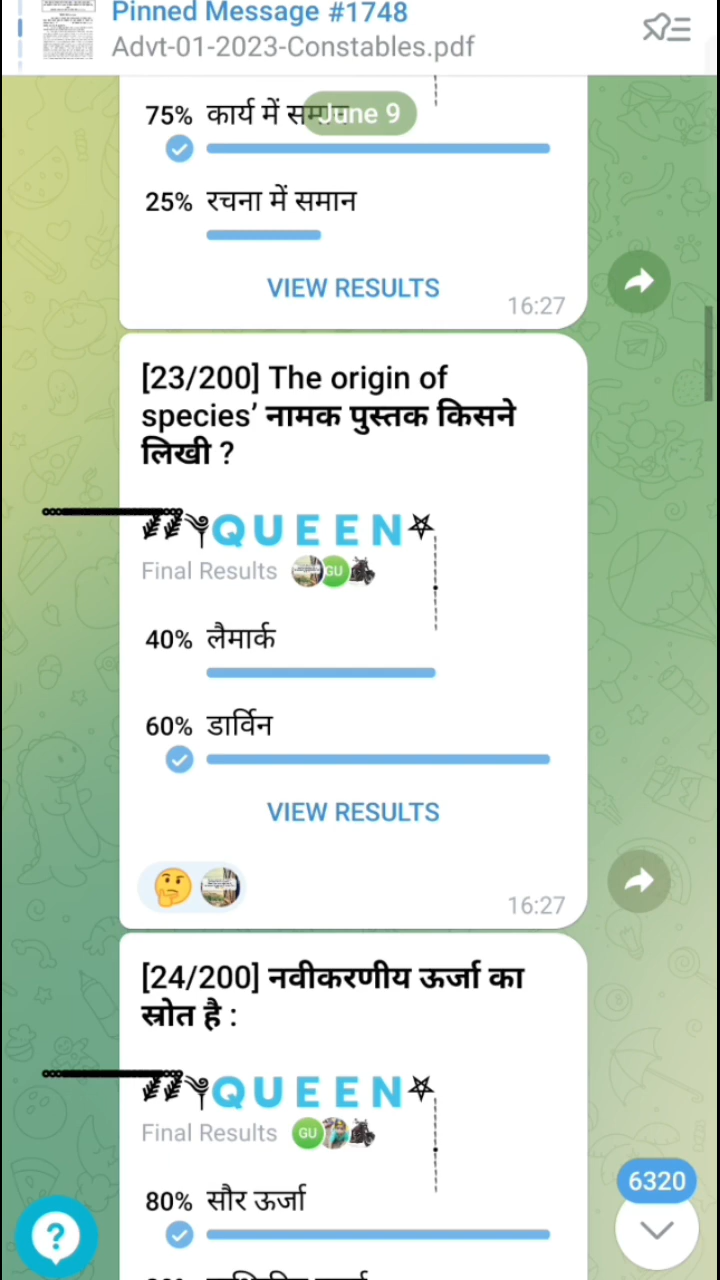 Pinned Message #1748
Advt-01-2023-Constables.pdf
75% कार्य में समान
June 9
25% रचना में समान
VIEW RESULTS
16:27
[23/200] The origin of
species’ नामक पुस्तक किसने
लिखी ?
QUEEN
Final Results GU
40% लैमार्क
60% डार्विन
VIEW RESULTS
16:27
[24/200] नवीकरणीय ऊर्जा का
स्रोत है :
QUEEN
Final Results GU
6320
80% सौर ऊर्जा
?